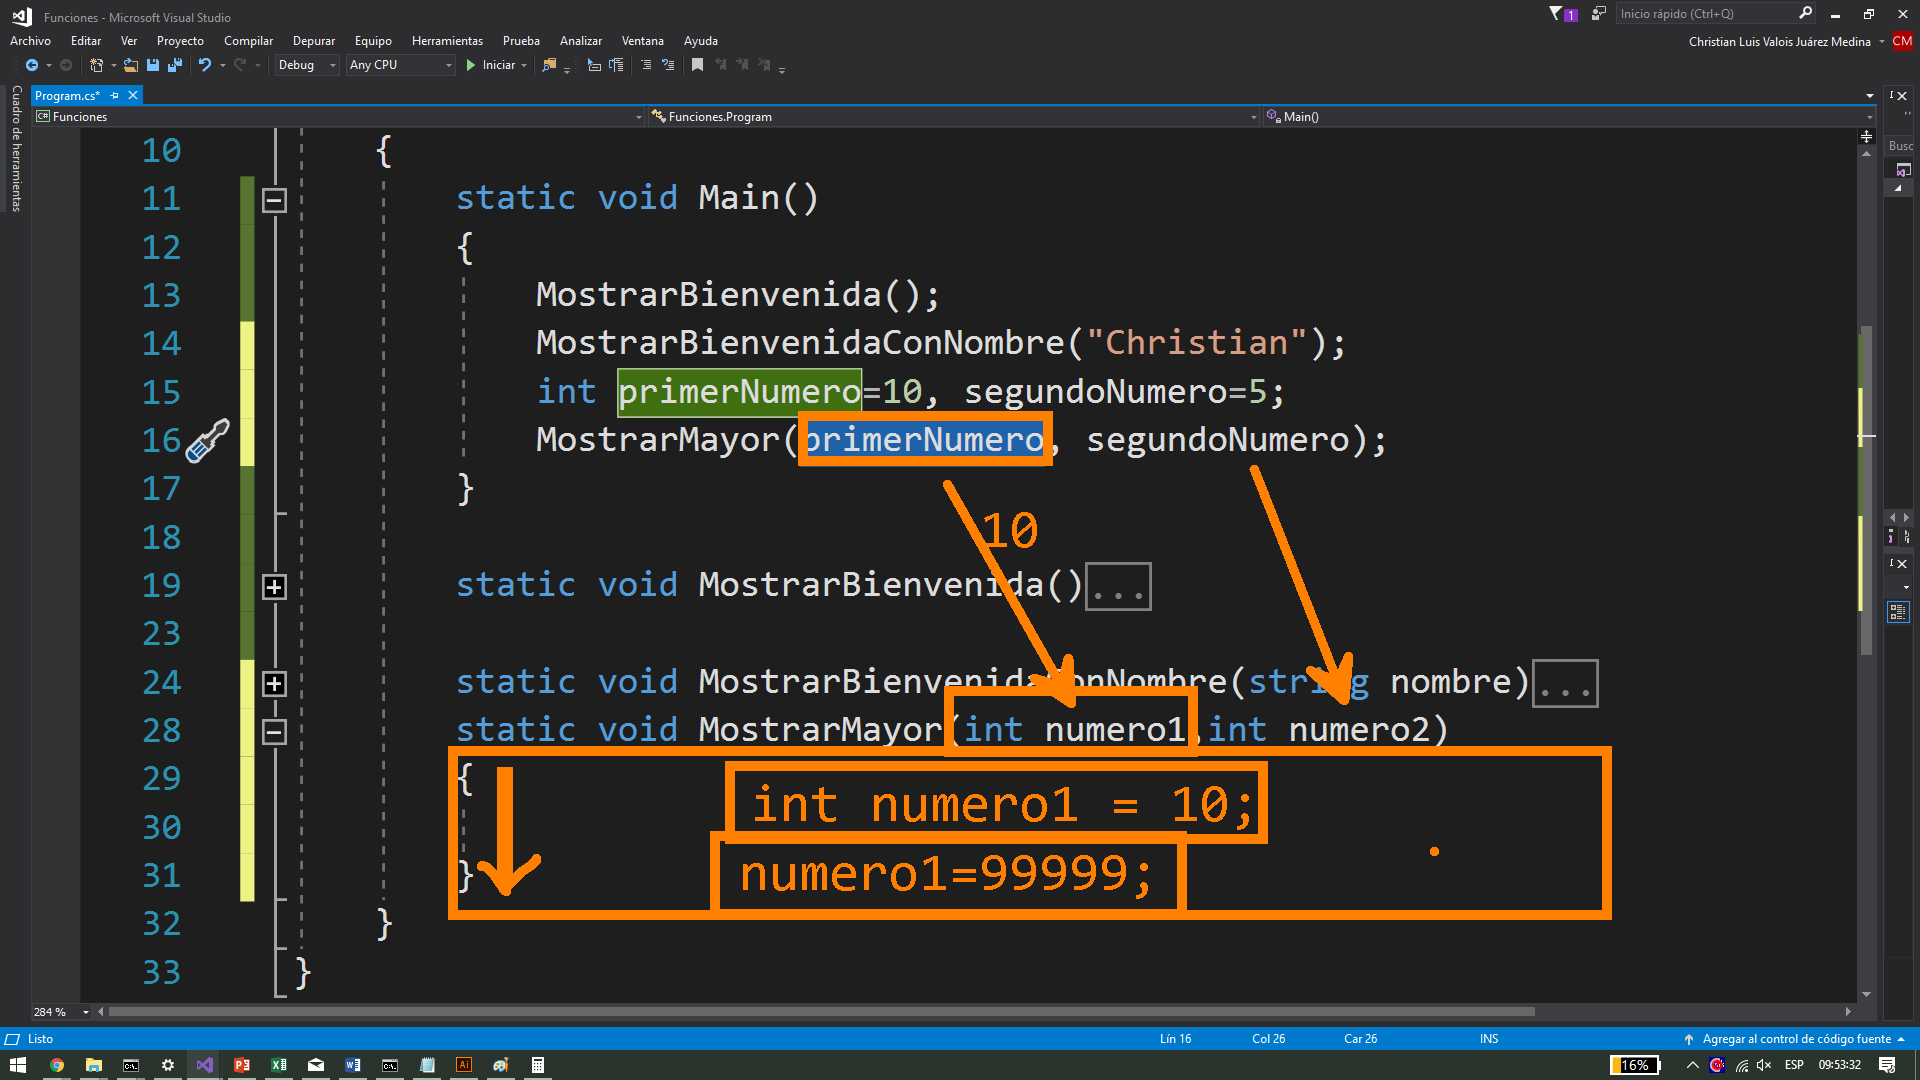 Funciones - Microsoft Visual Studio
1
Inicio rápido (Ctrl+Q)
Archivo Editar Ver Proyecto Compilar Depurar Equipo Herramientas Prueba Analizar Ventana Ayuda
Christian Luis Valois Juárez Medina CM
Debug Any CPU Iniciar
Cuadro de herramientas
Program.cs*
C# Funciones
Funciones.Program
Main()
Busc
10 {
11 static void Main()
12 {
13 MostrarBienvenida();
14 MostrarBienvenidaConNombre("Christian");
15 int primerNumero=10, segundoNumero=5;
16 MostrarMayor(primerNumero, segundoNumero);
17 }
18
10
19 static void MostrarBienvenida()...
23
24 static void MostrarBienvenidaConNombre(string nombre)...
28 static void MostrarMayor(int numero1,int numero2)
29 {
int numero1 = 10;
30
numero1=99999;
31 }
32 }
33 }
284 %
Listo
Lín 16 Col 26 Car 26 INS
Agregar al control de código fuente
16%
ESP 09:53:32